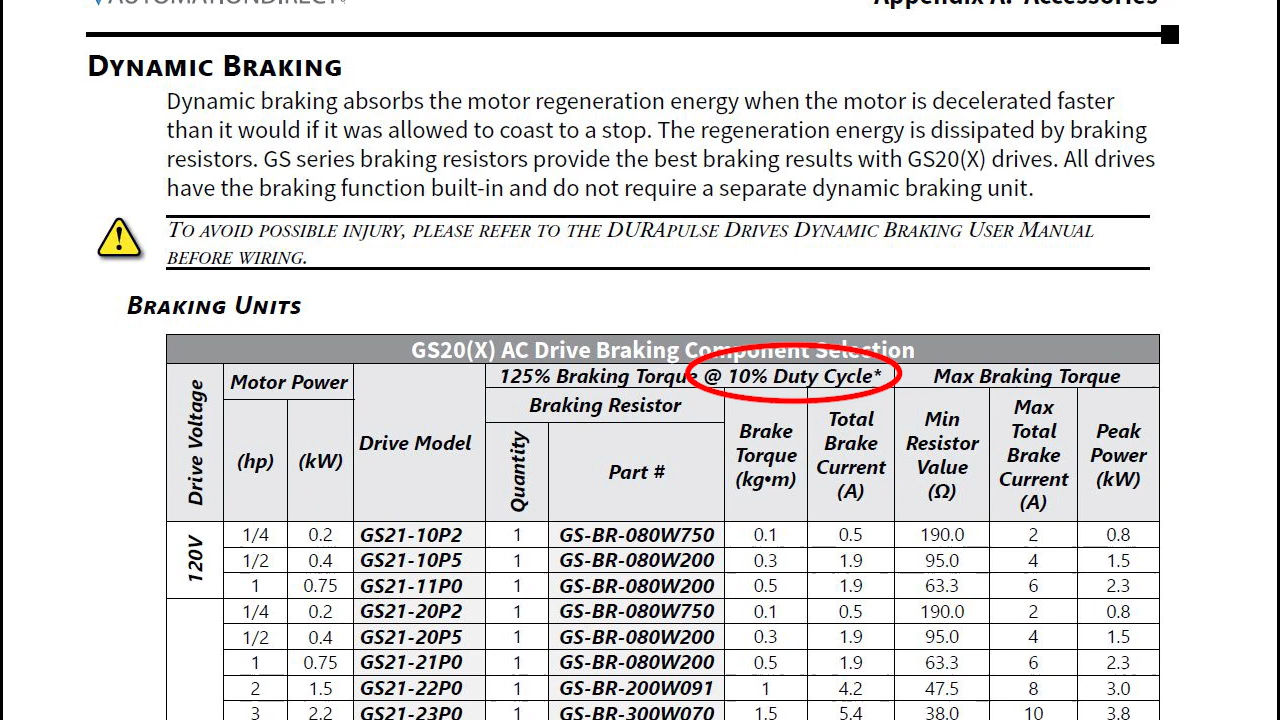 AUTOMATIONDIRECT
Appendix A: Accessories
DYNAMIC BRAKING
Dynamic braking absorbs the motor regeneration energy when the motor is decelerated faster
than it would if it was allowed to coast to a stop. The regeneration energy is dissipated by braking
resistors. GS series braking resistors provide the best braking results with GS20(X) drives. All drives
have the braking function built-in and do not require a separate dynamic braking unit.
TO AVOID POSSIBLE INJURY, PLEASE REFER TO THE DURAPULSE DRIVES DYNAMIC BRAKING USER MANUAL
BEFORE WIRING.
BRAKING UNITS
GS20(X) AC Drive Braking Component Selection
Drive Voltage
Motor Power
(hp)
(kW)
Drive Model
125% Braking Torque @ 10% Duty Cycle*
Braking Resistor
Quantity
Part #
Brake
Torque
(kg•m)
Total
Brake
Current
(A)
Max Braking Torque
Min
Resistor
Value
(Ω)
Max
Total
Brake
Current
(A)
Peak
Power
(kW)
120V
1/4 0.2 GS21-10P2 1 GS-BR-080W750 0.1 0.5 190.0 2 0.8
1/2 0.4 GS21-10P5 1 GS-BR-080W200 0.3 1.9 95.0 4 1.5
1 0.75 GS21-11P0 1 GS-BR-080W200 0.5 1.9 63.3 6 2.3
1/4 0.2 GS21-20P2 1 GS-BR-080W750 0.1 0.5 190.0 2 0.8
1/2 0.4 GS21-20P5 1 GS-BR-080W200 0.3 1.9 95.0 4 1.5
1 0.75 GS21-21P0 1 GS-BR-080W200 0.5 1.9 63.3 6 2.3
2 1.5 GS21-22P0 1 GS-BR-200W091 1 4.2 47.5 8 3.0
3 2.2 GS21-23P0 1 GS-BR-300W070 1.5 5.4 38.0 10 3.8